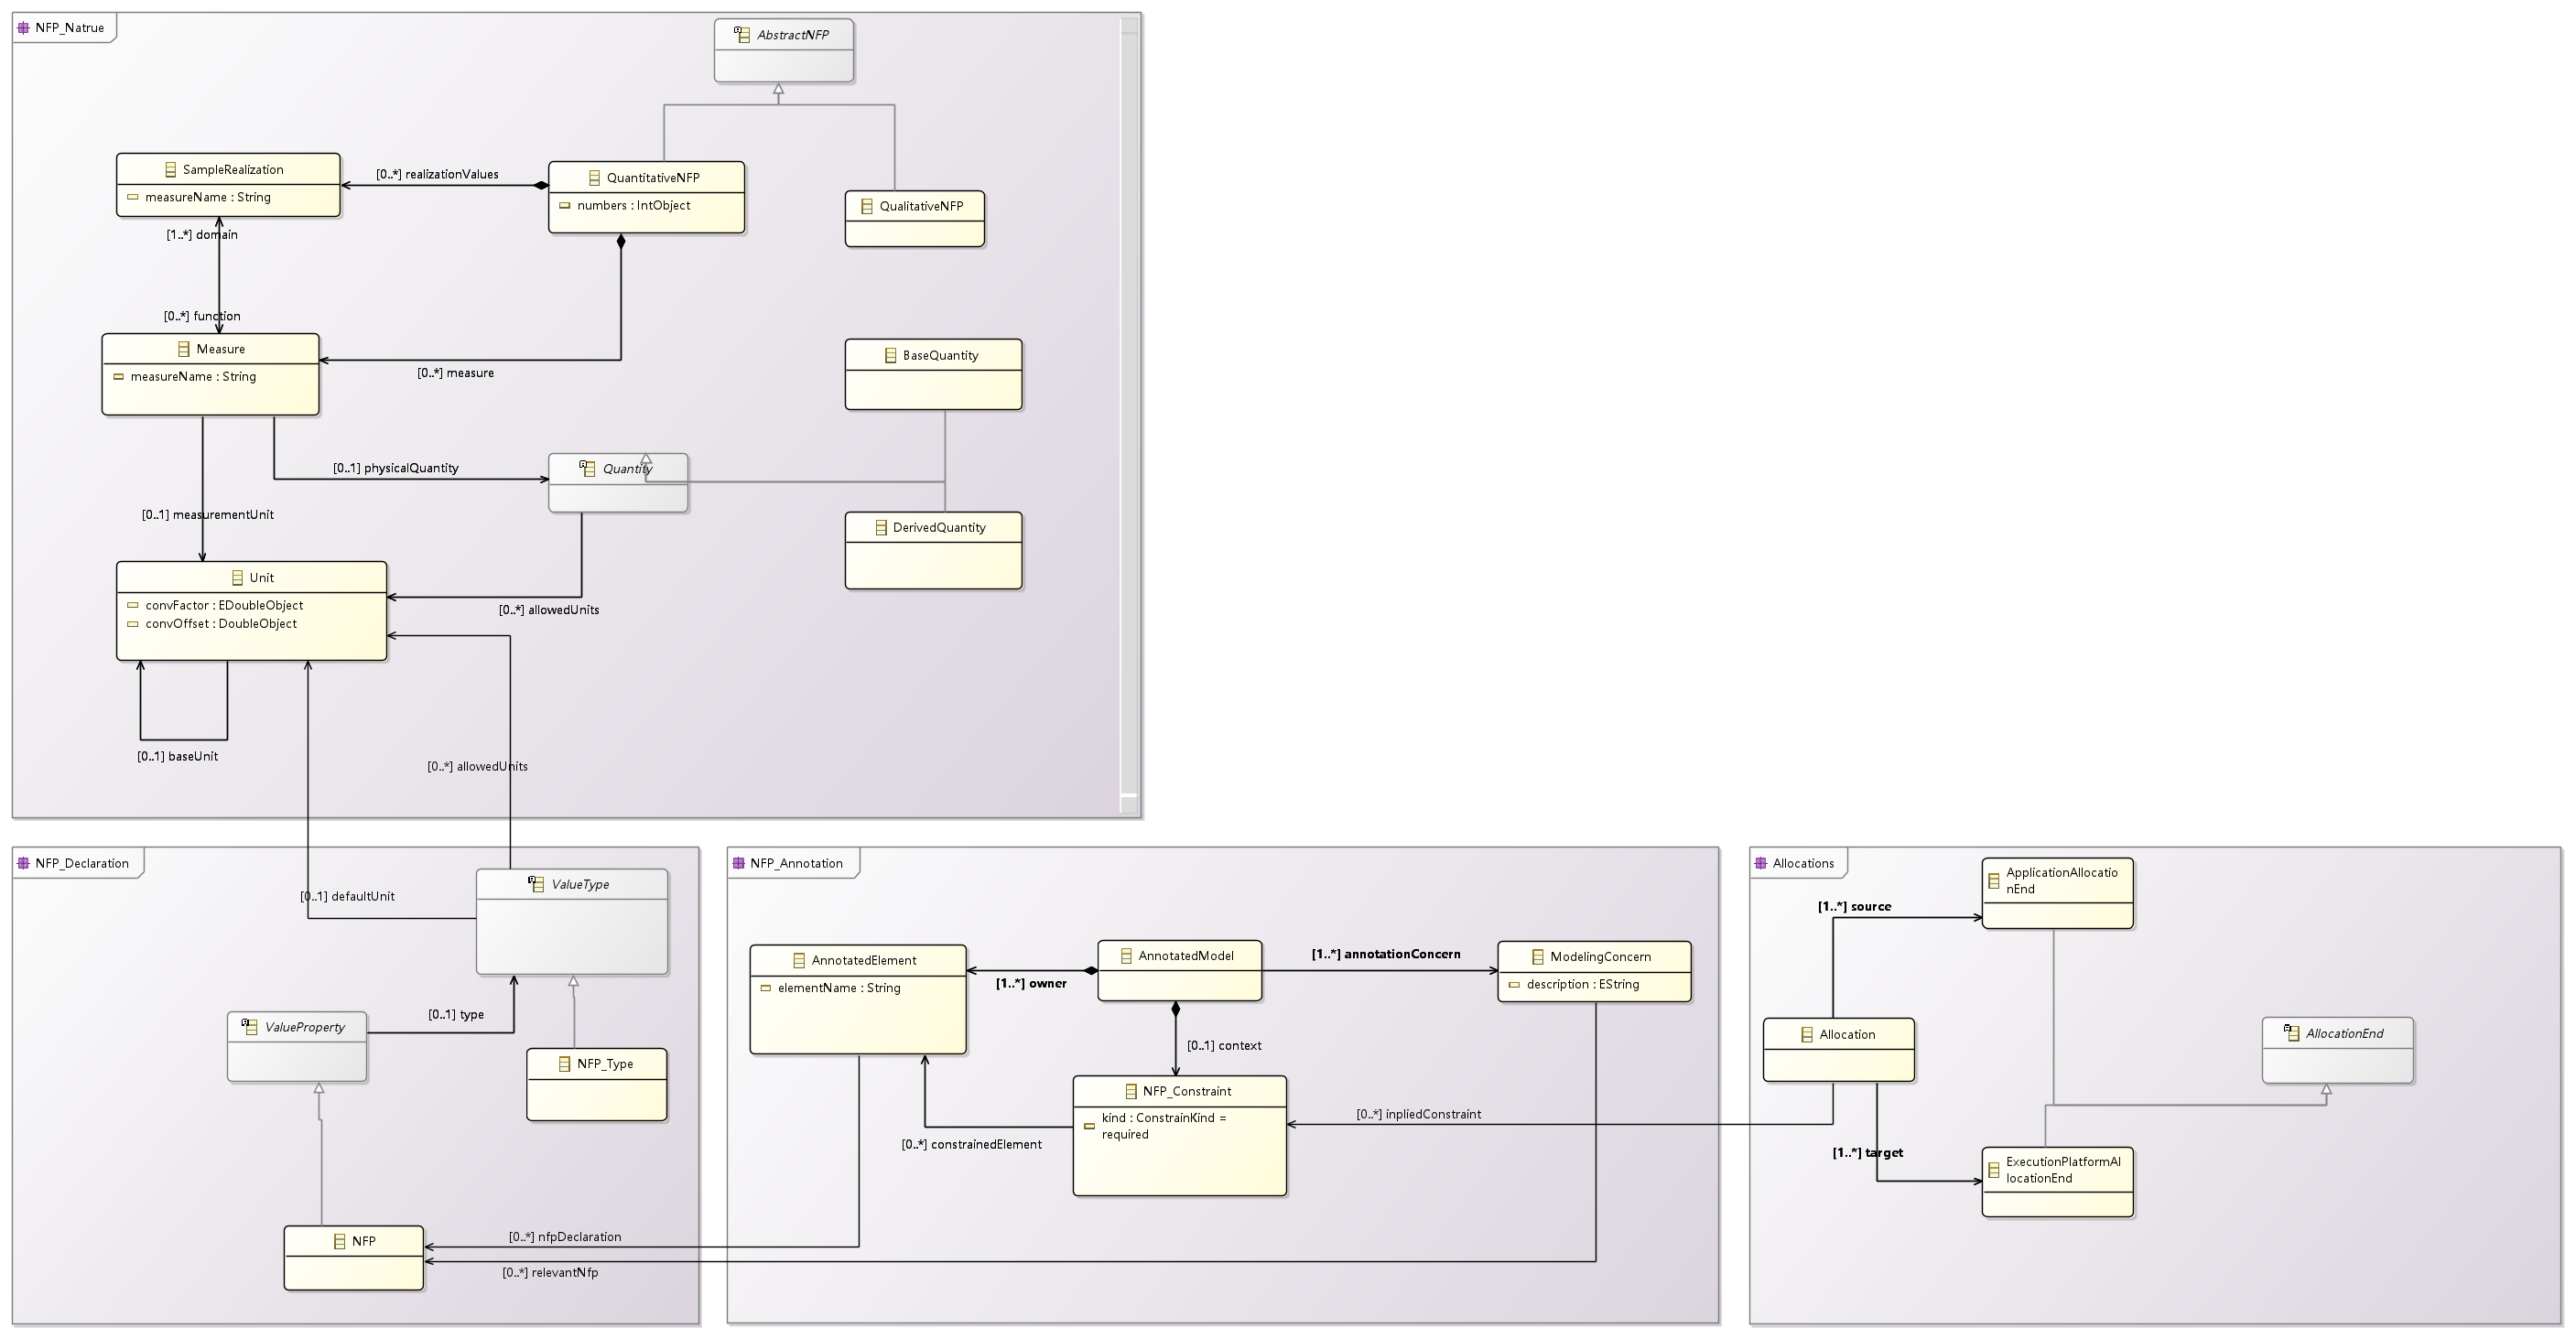 NFP_Natrue
AbstractNFP
SampleRealization
measureName : String
[0..*] realizationValues
QuantitativeNFP
numbers : IntObject
QualitativeNFP
[1..*] domain
[0..*] function
Measure
measureName : String
[0..*] measure
BaseQuantity
[0..1] physicalQuantity
Quantity
[0..1] measurementUnit
DerivedQuantity
Unit
convFactor : EDoubleObject
convOffset : DoubleObject
[0..*] allowedUnits
[0..1] baseUnit
[0..*] allowedUnits
NFP_Declaration
ValueType
[0..1] defaultUnit
[0..1] type
ValueProperty
NFP_Type
NFP
[0..*] nfpDeclaration
[0..*] relevantNfp
NFP_Annotation
AnnotatedElement
elementName : String
[1..*] owner
AnnotatedModel
[1..*] annotationConcern
ModelingConcern
description : EString
[0..1] context
NFP_Constraint
kind : ConstrainKind =
required
[0..*] constrainedElement
[0..*] inpliedConstraint
Allocations
ApplicationAllocatio
nEnd
[1..*] source
Allocation
AllocationEnd
[1..*] target
ExecutionPlatformAl
locationEnd